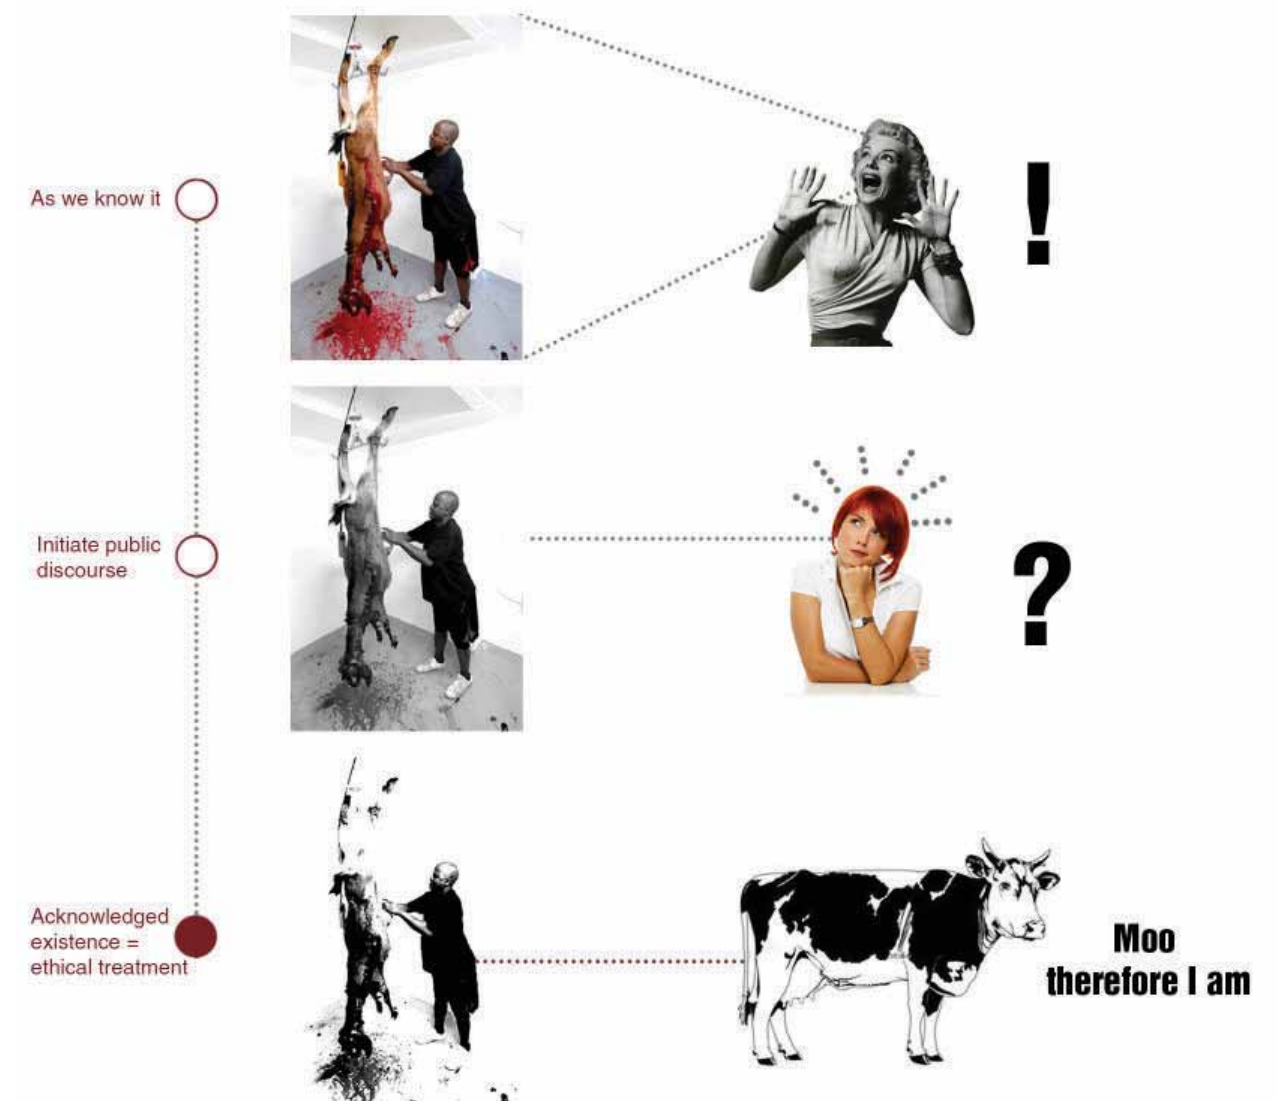 As we know it
!
Initiate public
discourse
?
Acknowledged
existence =
ethical treatment
Moo
therefore I am